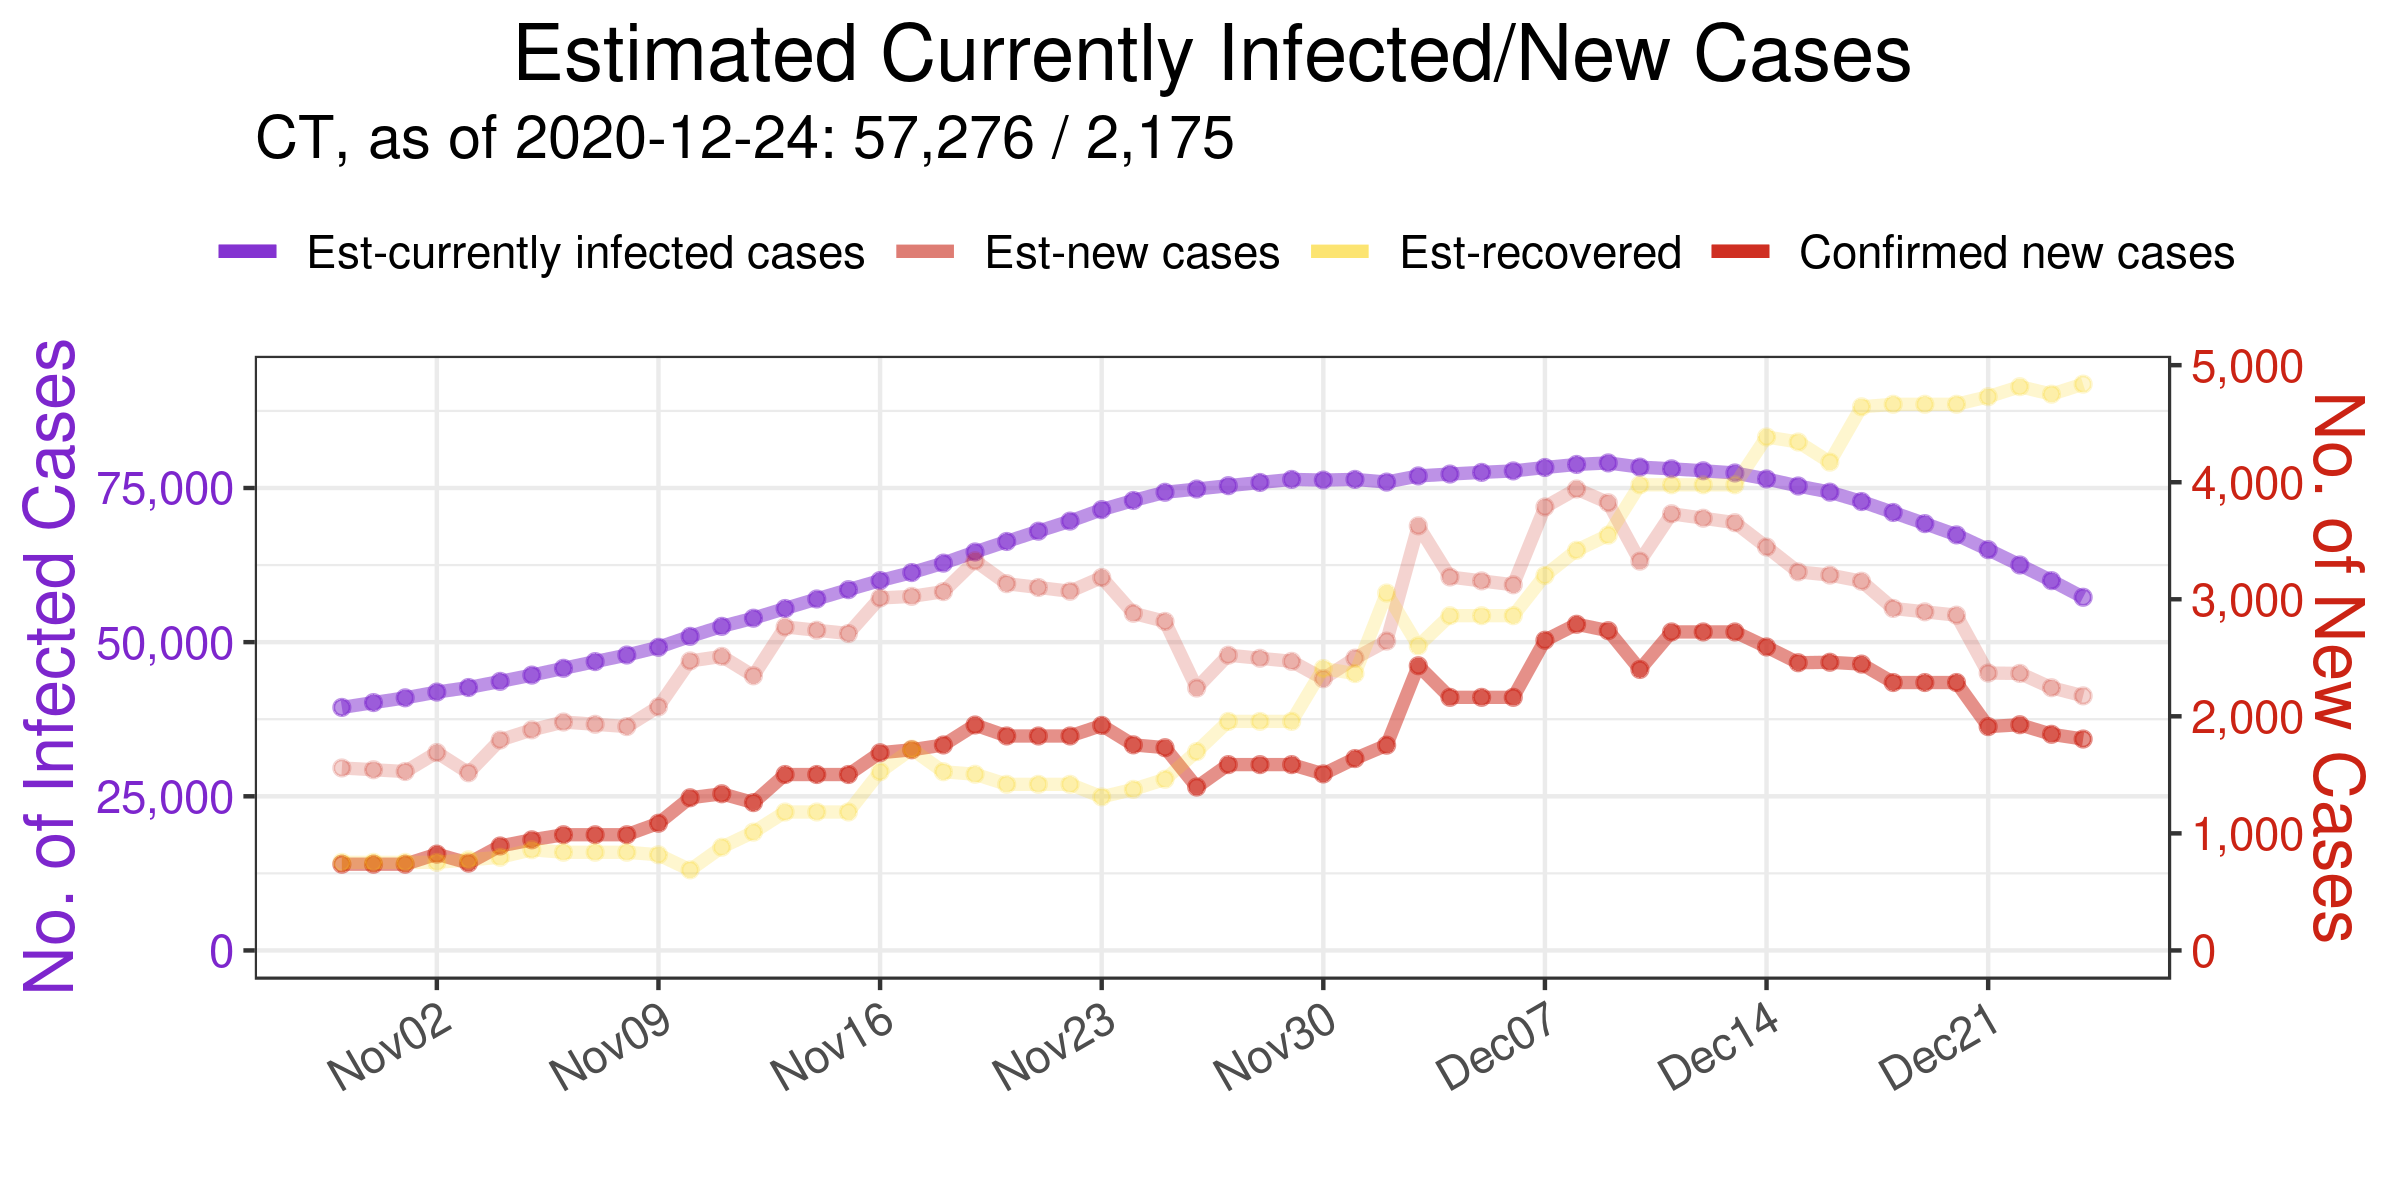 Estimated Currently Infected/New Cases
CT, as of 2020-12-24: 57,276 / 2,175
Est-currently infected cases Est-new cases Est-recovered Confirmed new cases
No. of Infected Cases
75,000
50,000
25,000
0
5,000
4,000
3,000
2,000
1,000
0
No. of New Cases
Nov02 Nov09 Nov16 Nov23 Nov30 Dec07 Dec14 Dec21